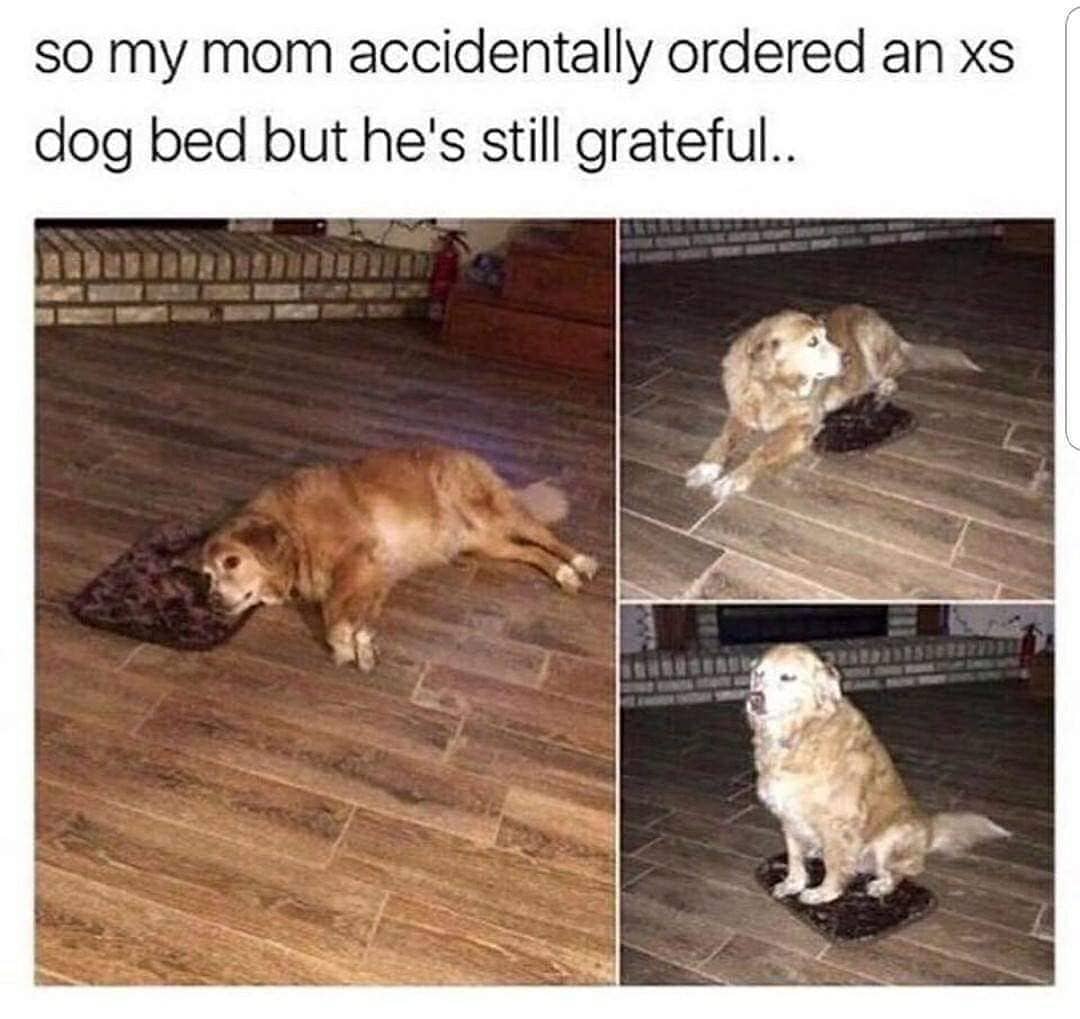 so my mom accidentally ordered an xs
dog bed but he's still grateful..